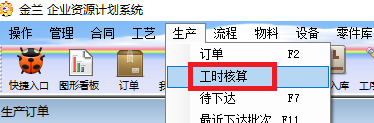 金兰 企业资源计划系统
操作 管理 合同 工艺 生产 流程 物料 设备 零件库
快捷入口 图形看板 订单
订单 F2
工时核算
待下达 F7
最近下达批次 F11
入库 工序
生产订单